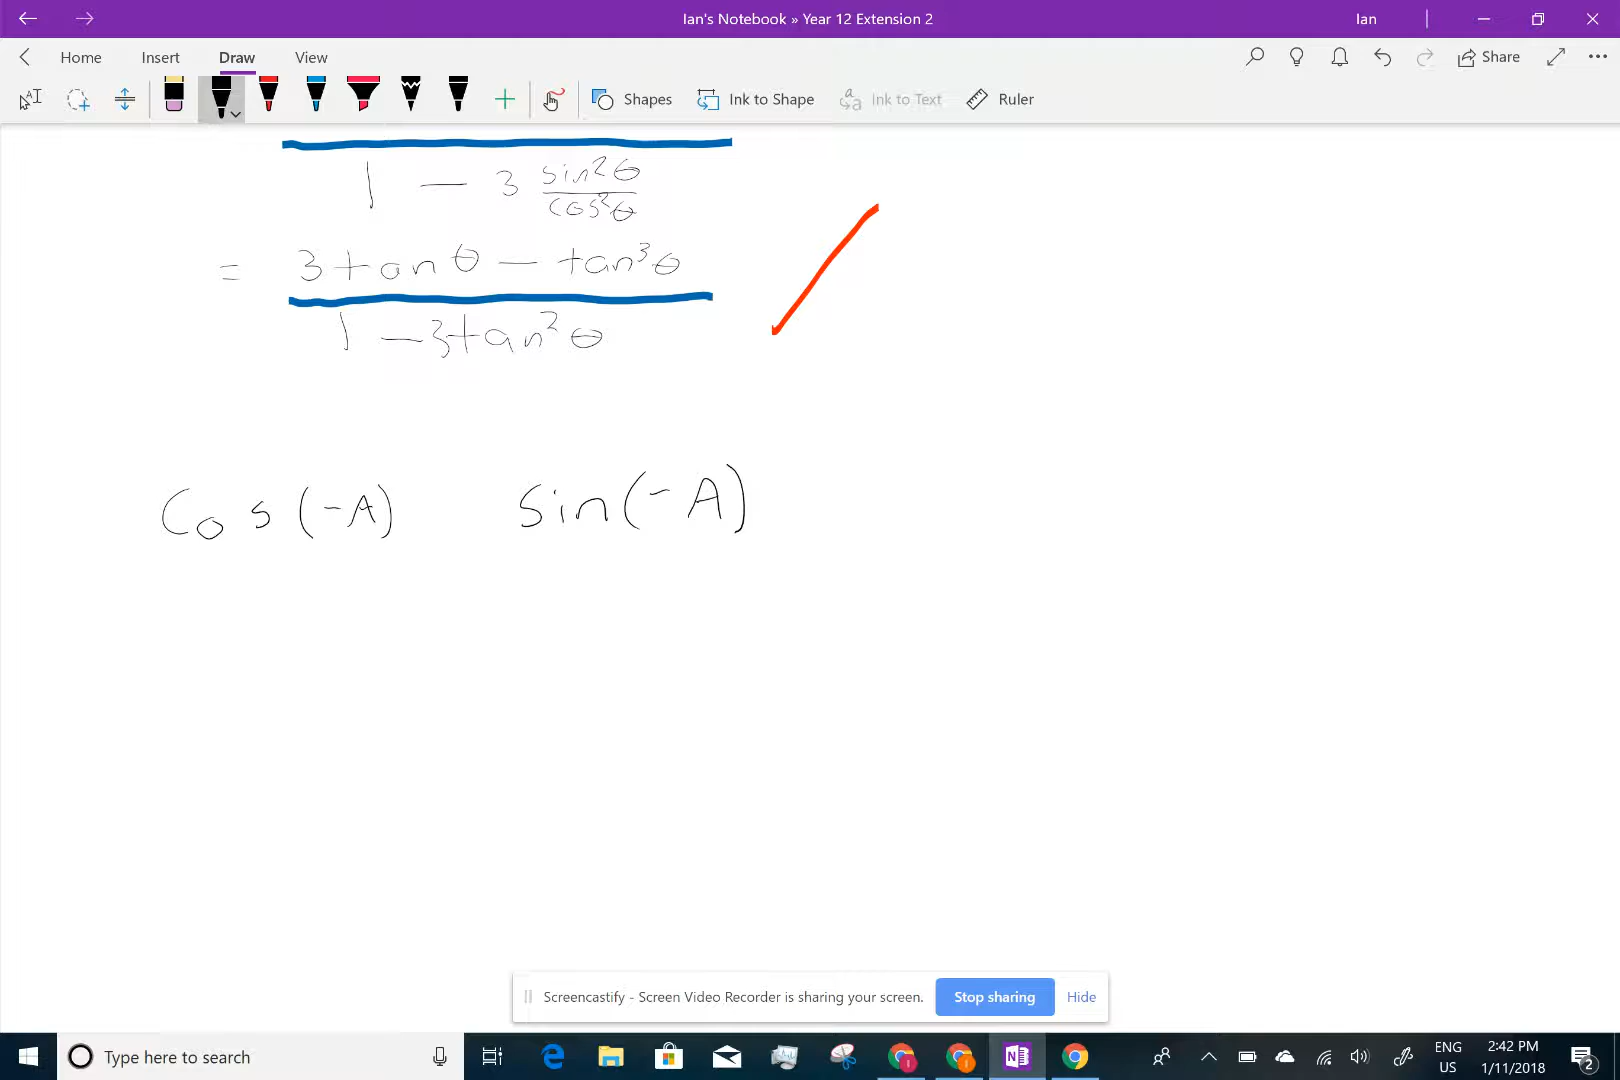 Ian's Notebook » Year 12 Extension 2
Ian
Home Insert Draw View
Share
Shapes Ink to Shape Ink to Text Ruler
1 - 3 sin²θ/cos²θ
= 3tanθ - tan³θ
1 - 3tan²θ
Cos(-A) Sin(-A)
Screencastify - Screen Video Recorder is sharing your screen. Stop sharing Hide
Type here to search
ENG
US
2:42 PM
1/11/2018
2